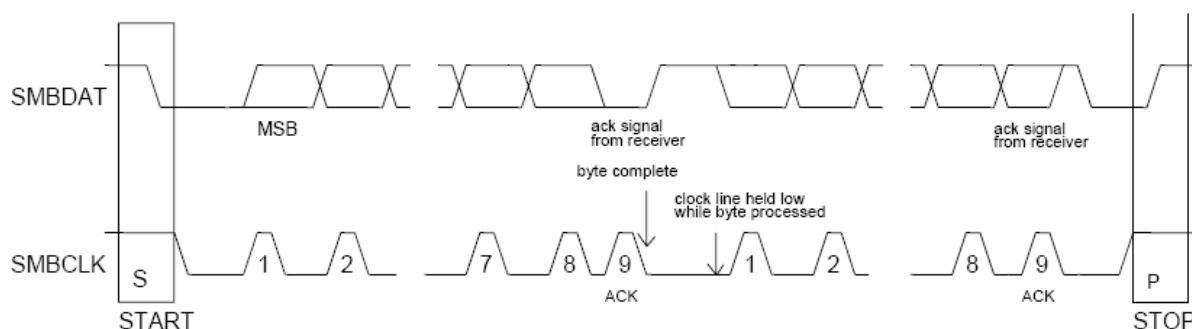 SMBDAT
MSB
ack signal
from receiver
ack signal
from receiver
byte complete
clock line held low
while byte processed
SMBCLK
S
1
2
7
8
9
1
2
8
9
P
ACK
ACK
START
STOP